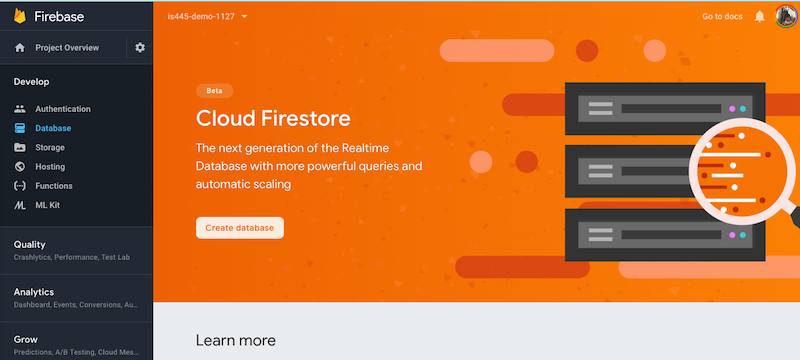 Firebase
Project Overview
Develop
Authentication
Database
Storage
Hosting
Functions
ML Kit
Quality
Crashlytics, Performance, Test Lab
Analytics
Dashboard, Events, Conversions, Au...
Grow
Predictions, A/B Testing, Cloud Mes...
is445-demo-1127
Go to docs
Beta
Cloud Firestore
The next generation of the Realtime
Database with more powerful queries and
automatic scaling
Create database
Learn more